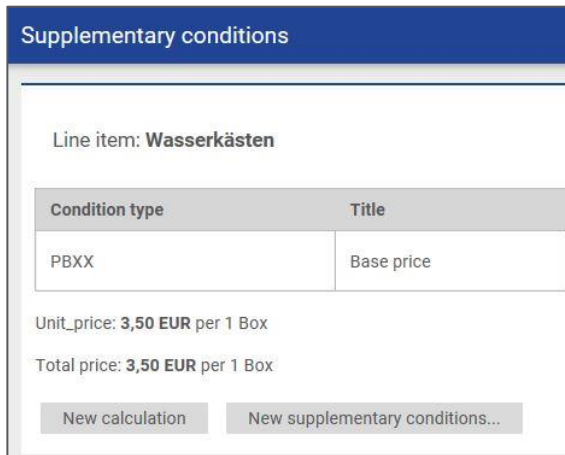 Supplementary conditions
Line item: Wasserkästen
Condition type Title
PBXX Base price
Unit_price: 3,50 EUR per 1 Box
Total price: 3,50 EUR per 1 Box
New calculation New supplementary conditions...